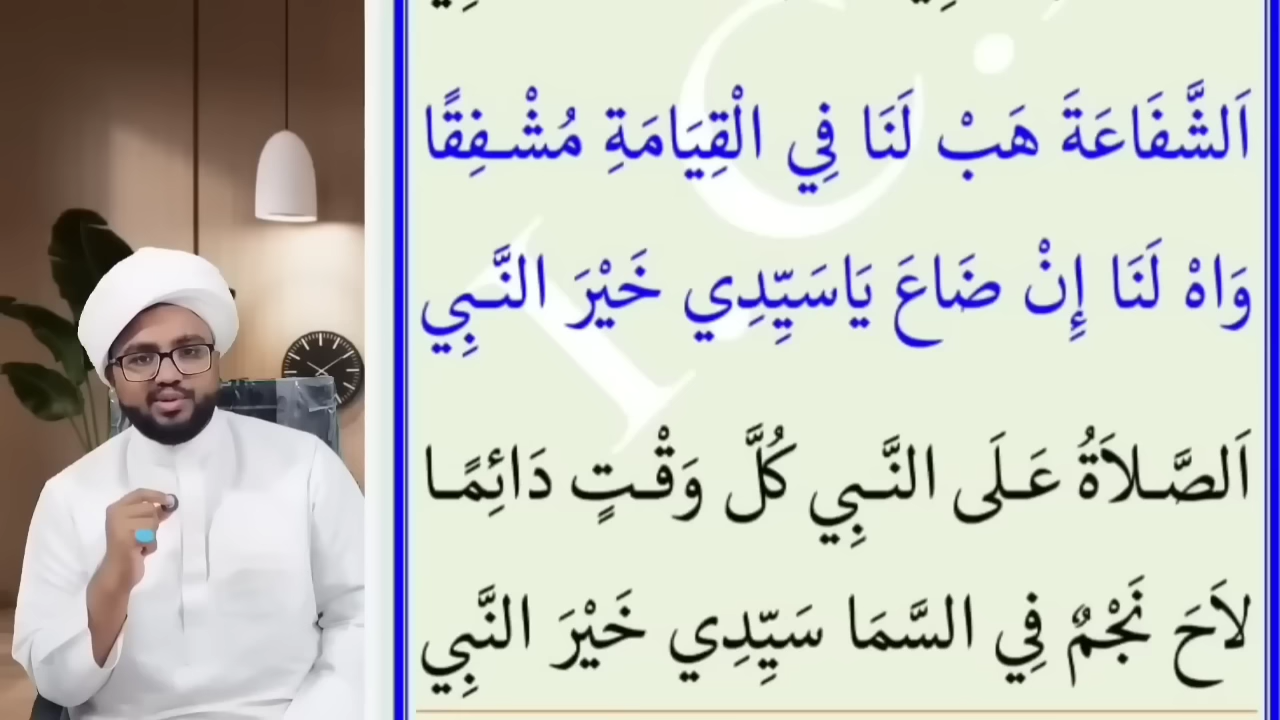 اَلشَّفَاعَةَ هَبْ لَنَا فِي الْقِيَامَةِ مُشْفِقًا
وَاهْ لَنَا إِنْ ضَاعَ يَاسَيِّدِي خَيْرَ النَّبِي
اَلصَّلاَةُ عَلَى النَّبِي كُلَّ وَقْتٍ دَائِمًا
لاَحَ نَجْمٌ فِي السَّمَا سَيِّدِي خَيْرَ النَّبِي